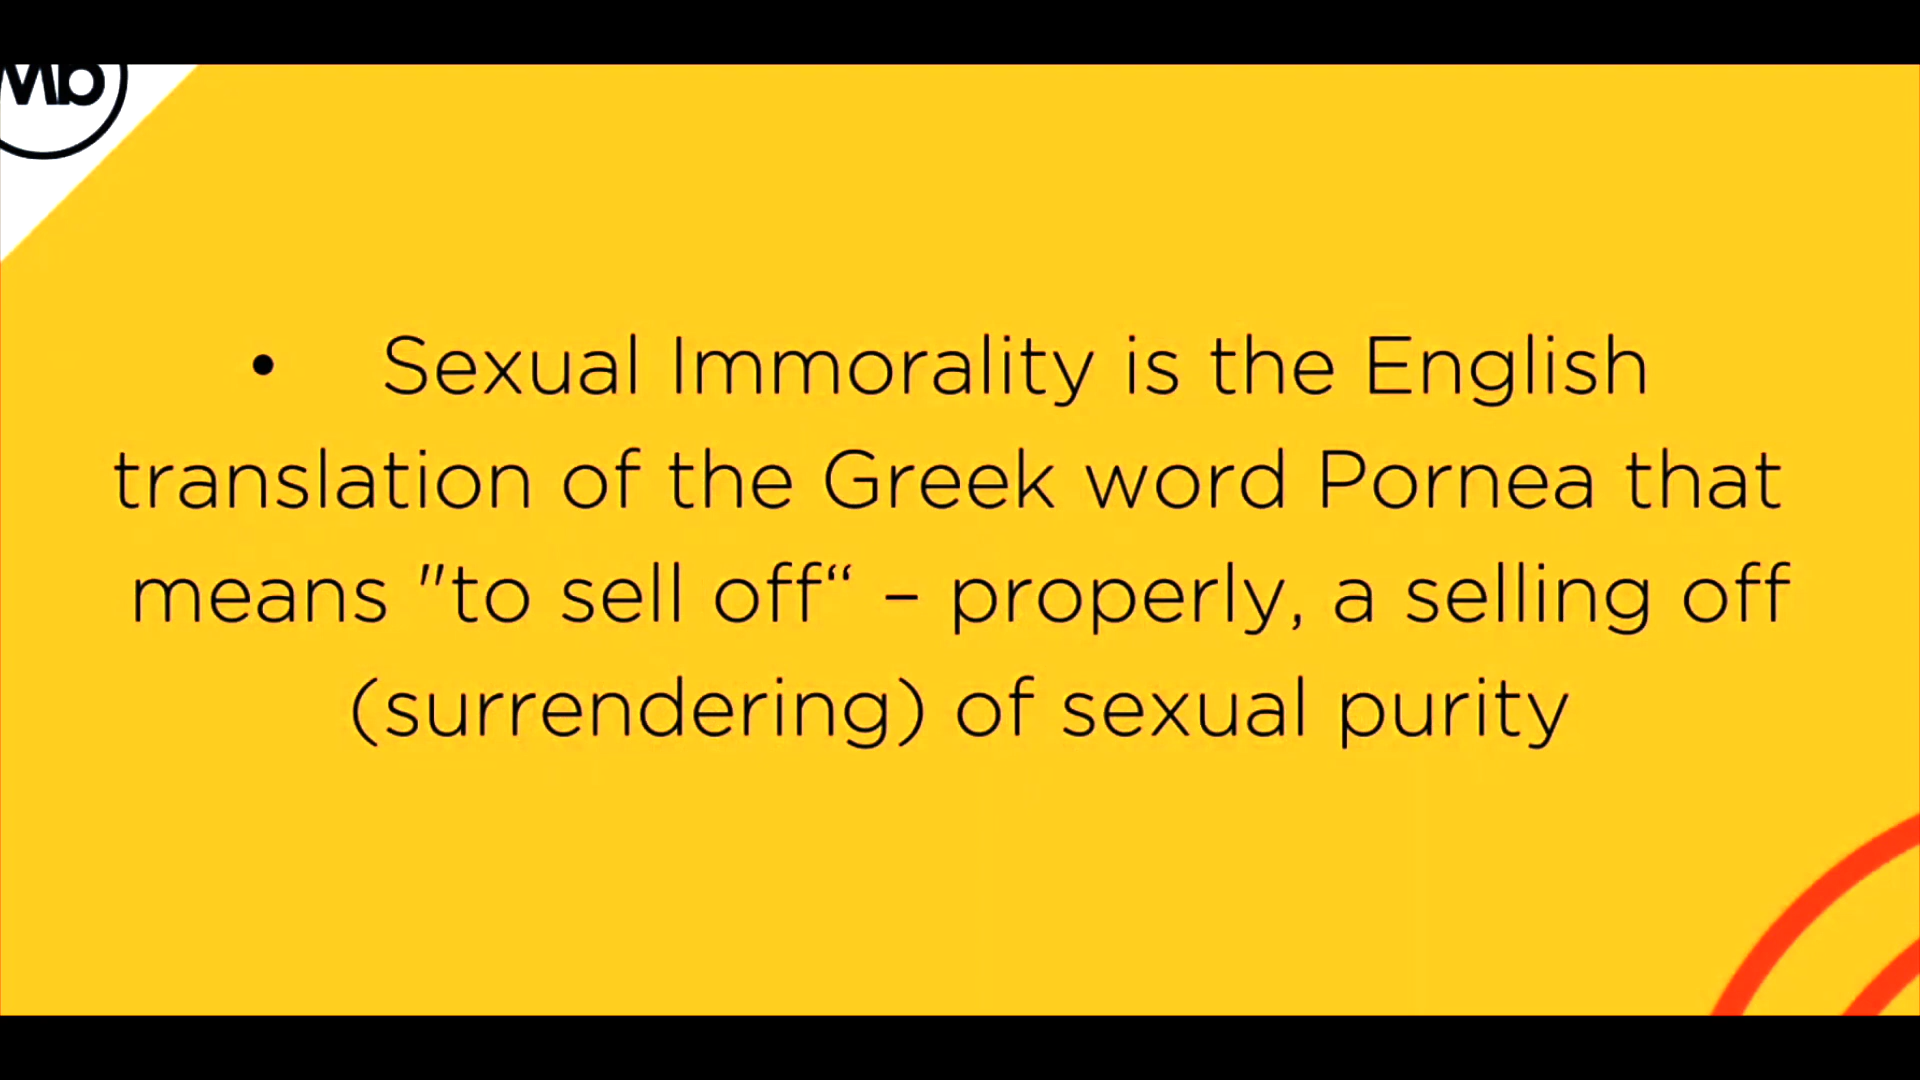 Mb
• Sexual Immorality is the English
translation of the Greek word Pornea that
means "to sell off“ – properly, a selling off
(surrendering) of sexual purity